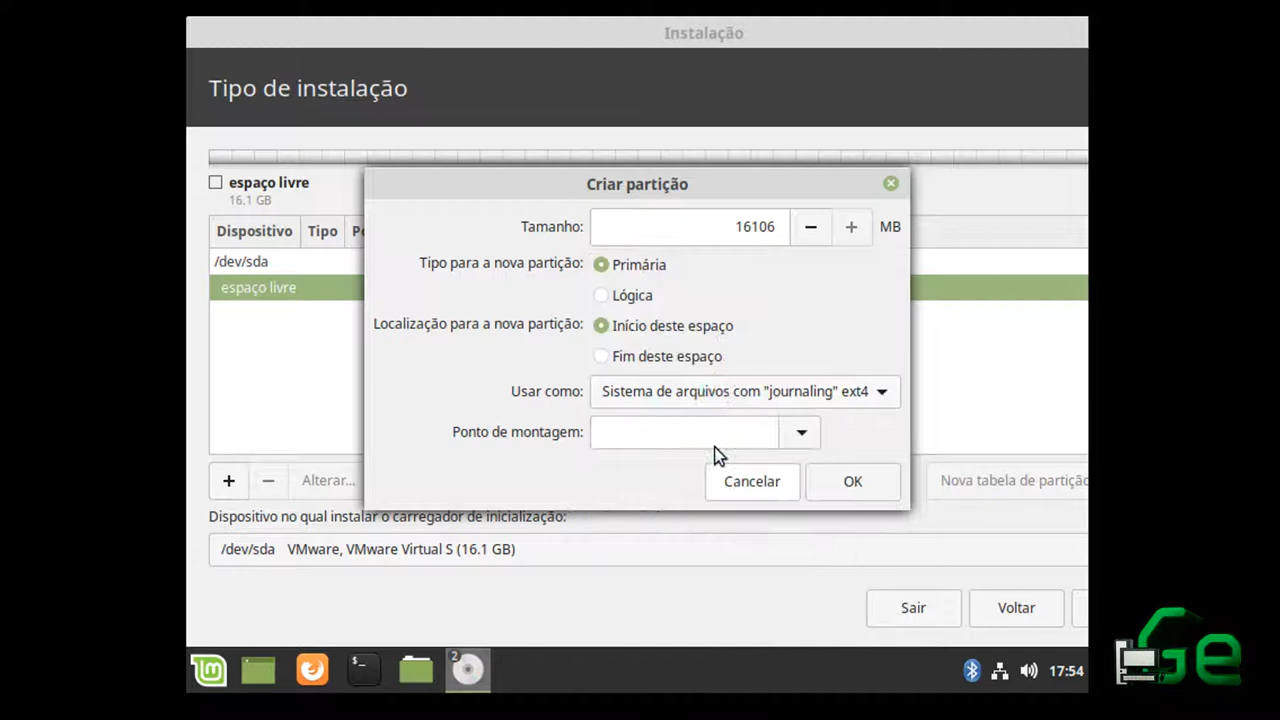 Instalação
Tipo de instalação
espaço livre
16.1 GB
Dispositivo Tipo
/dev/sda
espaço livre
Criar partição
Tamanho: 16106 MB
Tipo para a nova partição: Primária
Lógica
Localização para a nova partição: Início deste espaço
Fim deste espaço
Usar como: Sistema de arquivos com "journaling" ext4
Ponto de montagem:
Cancelar OK
+ − Alterar... Nova tabela de partição
Dispositivo no qual instalar o carregador de inicialização:
/dev/sda VMware, VMware Virtual S (16.1 GB)
Sair Voltar
2
17:54
Ge